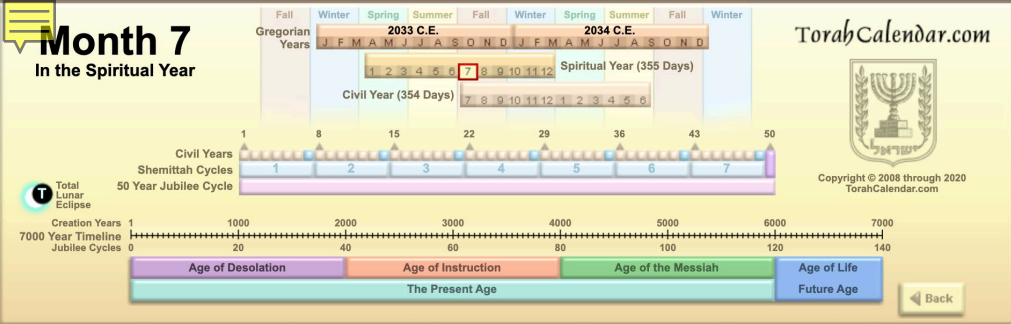 Month 7
In the Spiritual Year
Fall Winter Spring Summer Fall Winter Spring Summer Fall Winter
Gregorian Years
2033 C.E. 2034 C.E.
J F M A M J J A S O N D J F M A M J J A S O N D
1 2 3 4 5 6 7 8 9 10 11 12 Spiritual Year (355 Days)
Civil Year (354 Days) 7 8 9 10 11 12 1 2 3 4 5 6
TorahCalendar.com
ישראל
Copyright © 2008 through 2020
TorahCalendar.com
1 8 15 22 29 36 43 50
Civil Years
Shemittah Cycles 1 2 3 4 5 6 7
50 Year Jubilee Cycle
T
Total
Lunar
Eclipse
Creation Years 1 1000 2000 3000 4000 5000 6000 7000
7000 Year Timeline
Jubilee Cycles 0 20 40 60 80 100 120 140
Age of Desolation Age of Instruction Age of the Messiah Age of Life
The Present Age Future Age
Back